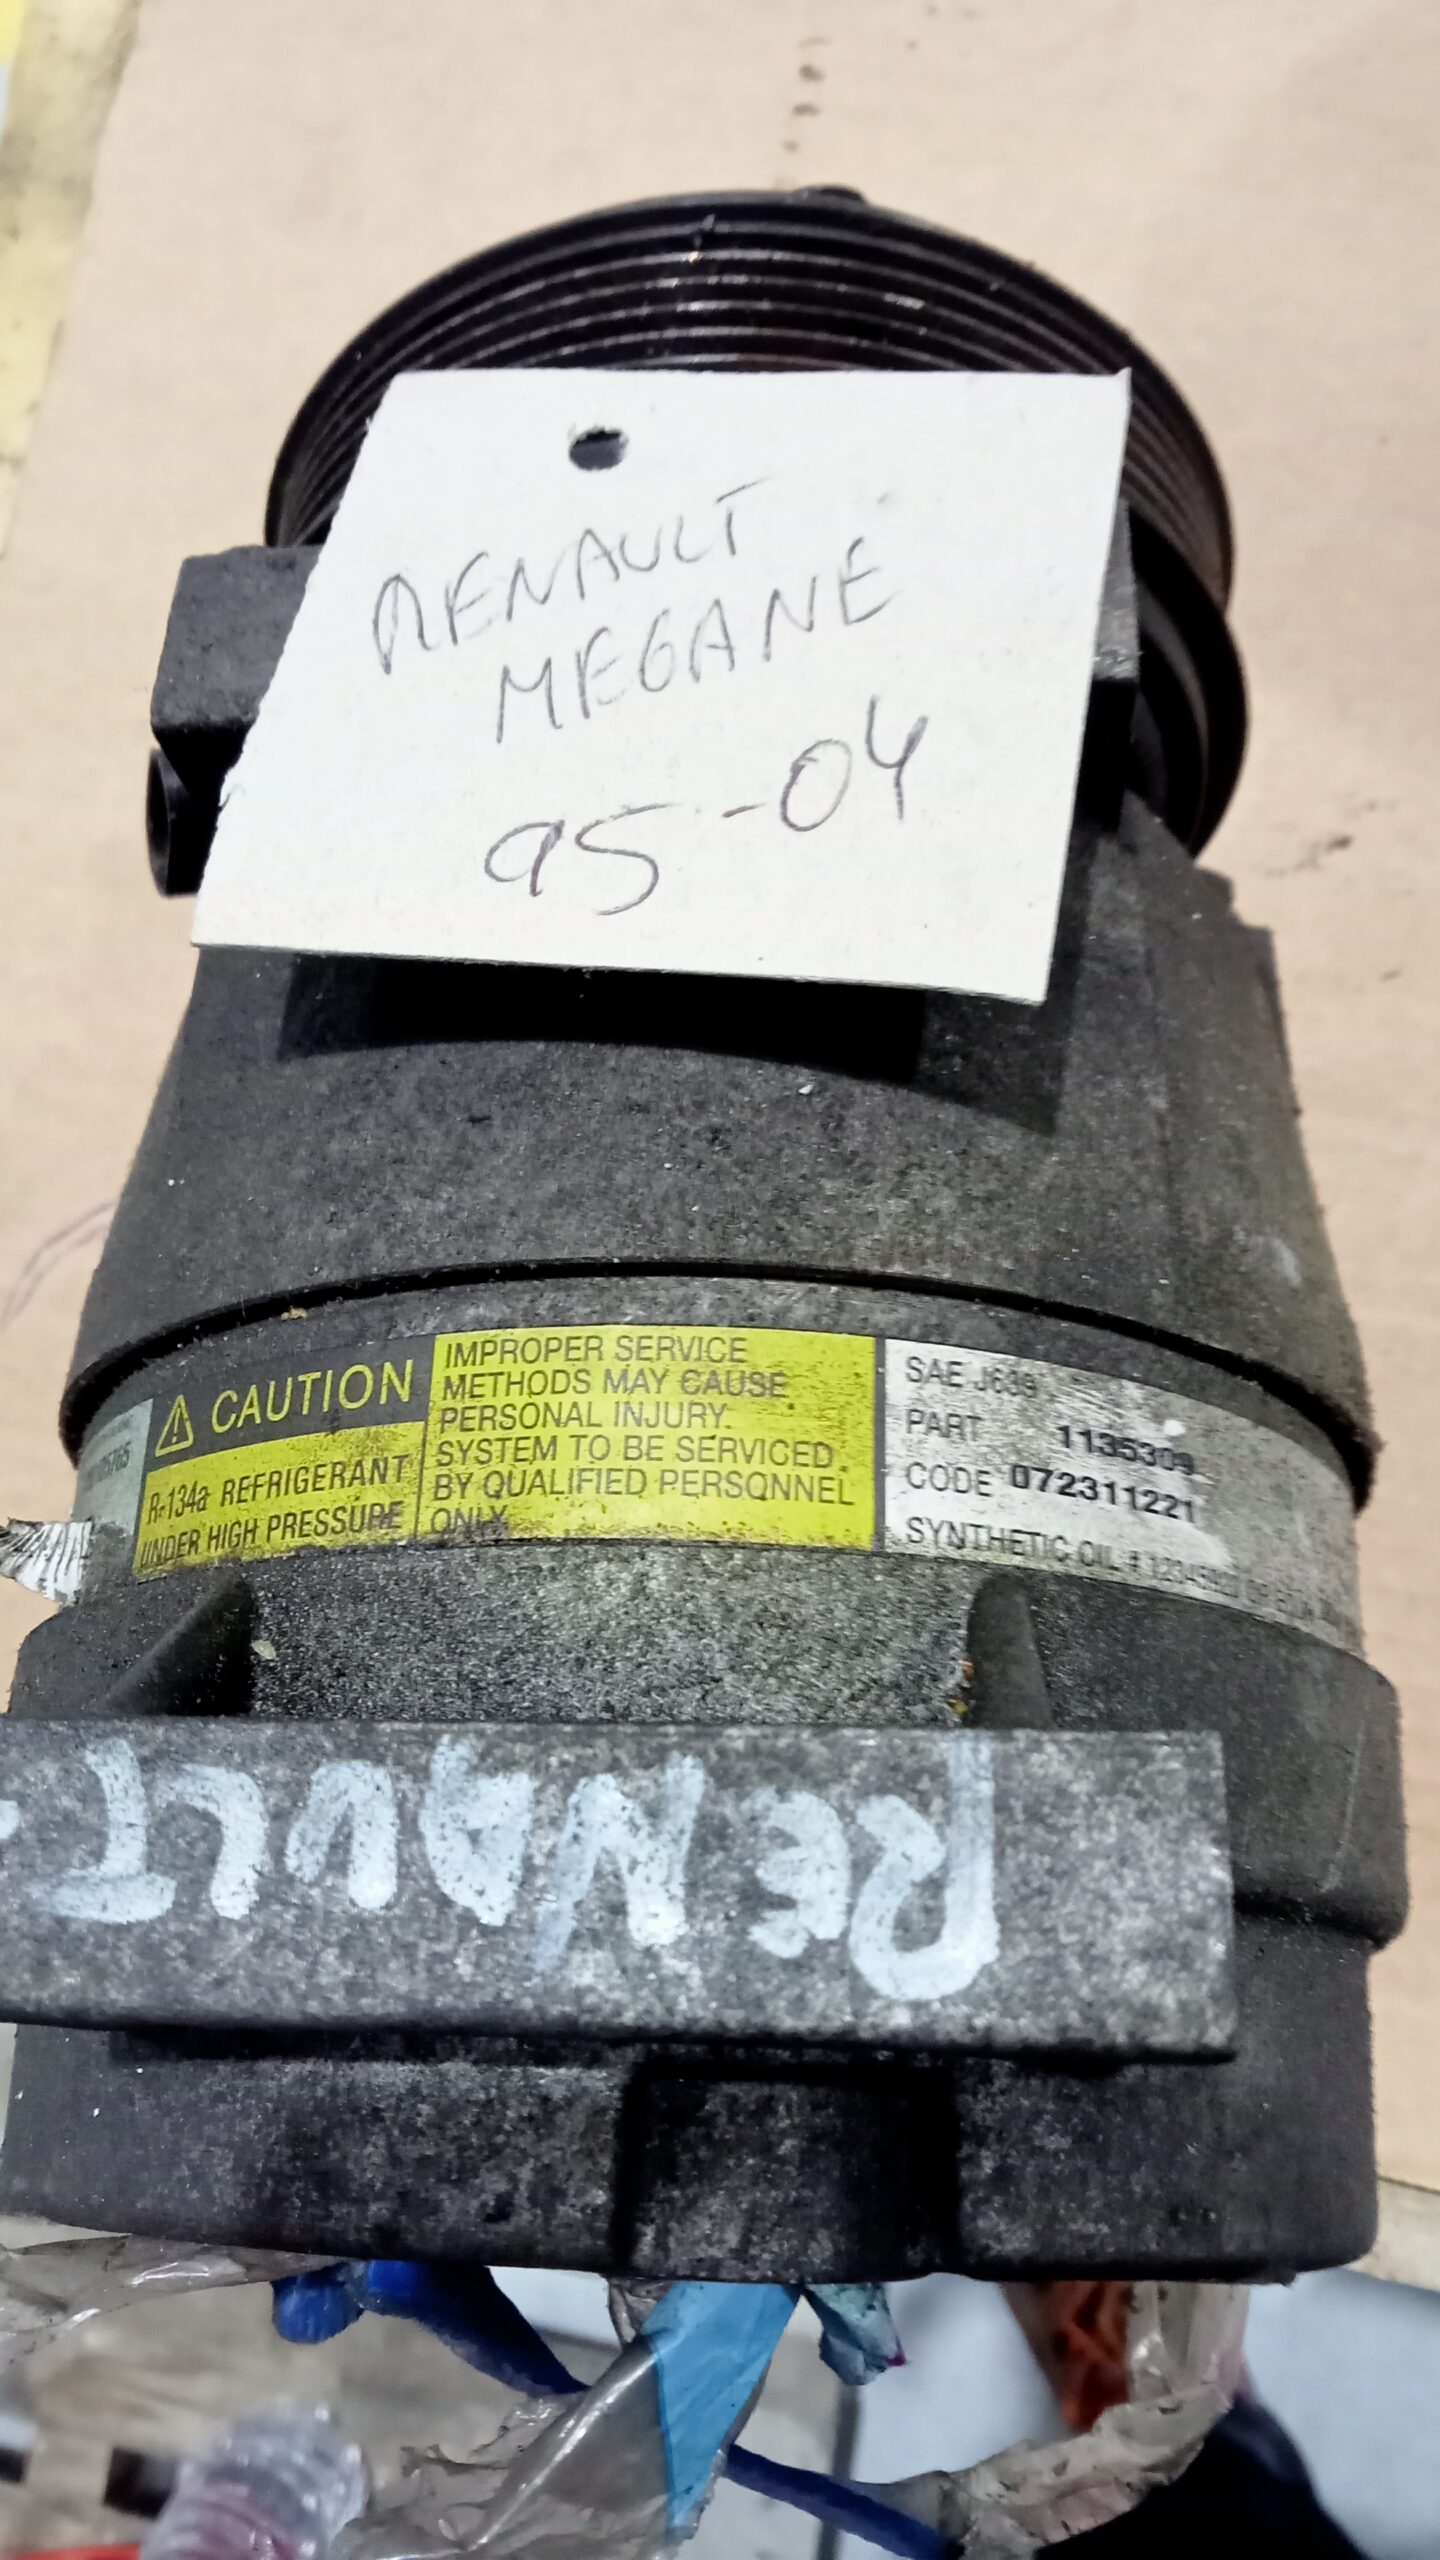 RENAULT
MEGANE
95-04
CAUTION
R-134a REFRIGERANT
UNDER HIGH PRESSURE
IMPROPER SERVICE
METHODS MAY CAUSE
PERSONAL INJURY.
SYSTEM TO BE SERVICED
BY QUALIFIED PERSONNEL
ONLY.
SAE J639
PART 1135309
CODE 072311221
SYNTHETIC OIL #
RENAULT